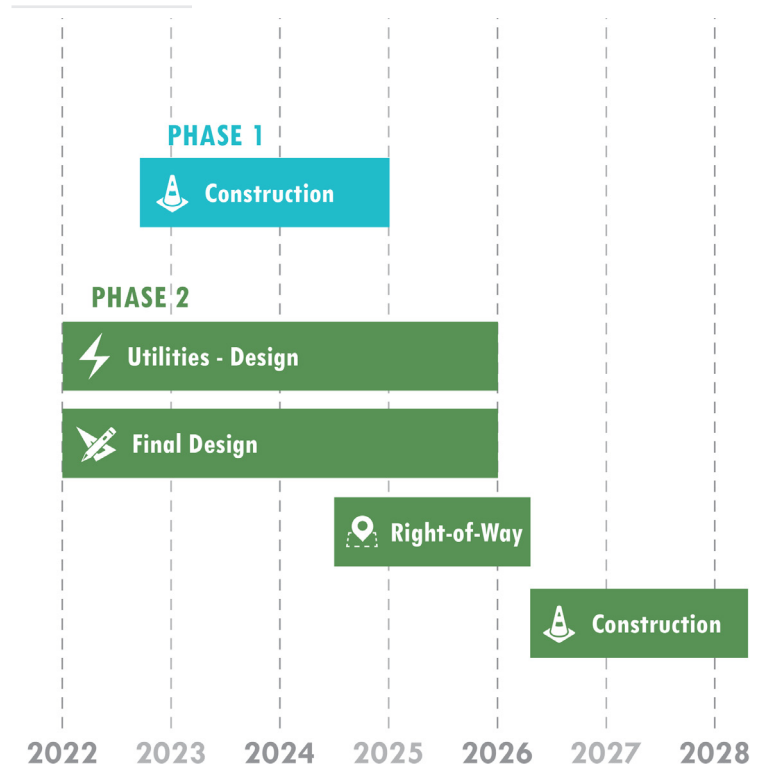 PHASE 1
Construction
PHASE 2
Utilities - Design
Final Design
Right-of-Way
Construction
2022 2023 2024 2025 2026 2027 2028